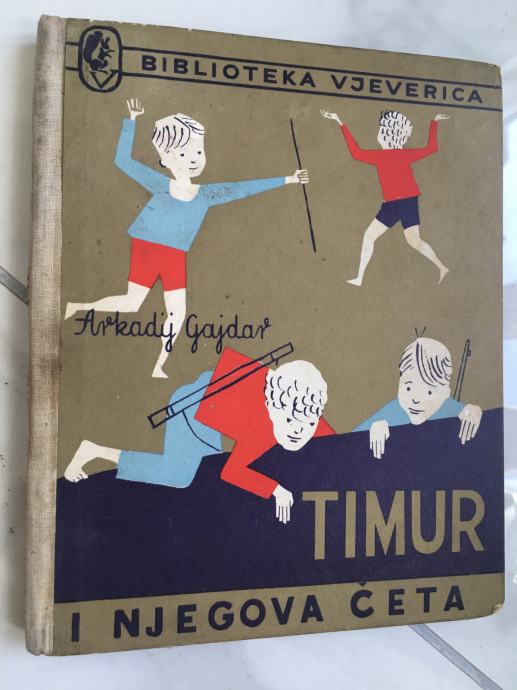 BIBLIOTEKA VJEVERICA
Arkadij Gajdar
TIMUR
I NJEGOVA ČETA